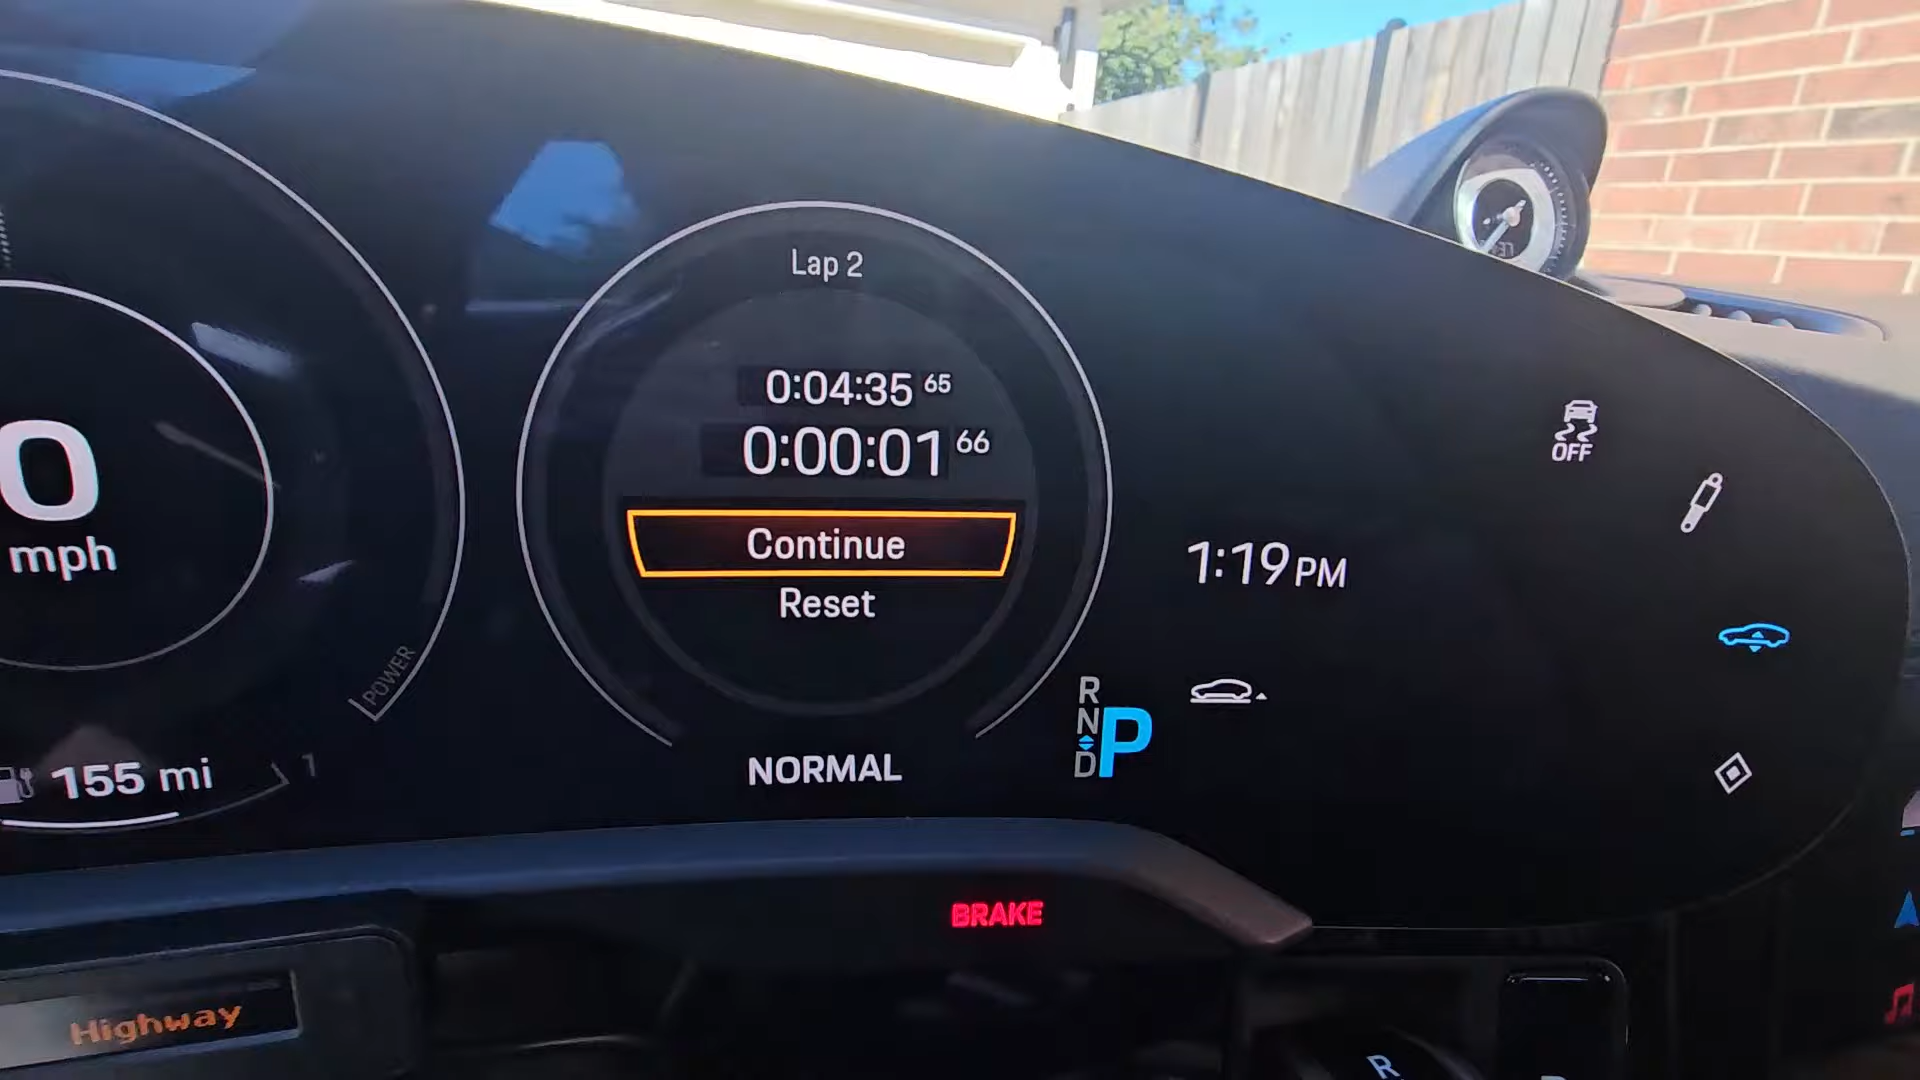 Lap 2
0:04:35 65
0:00:01 66
Continue
Reset
NORMAL
0
mph
POWER
155 mi
1
R
N
D
P
1:19 PM
OFF
BRAKE
Highway
R